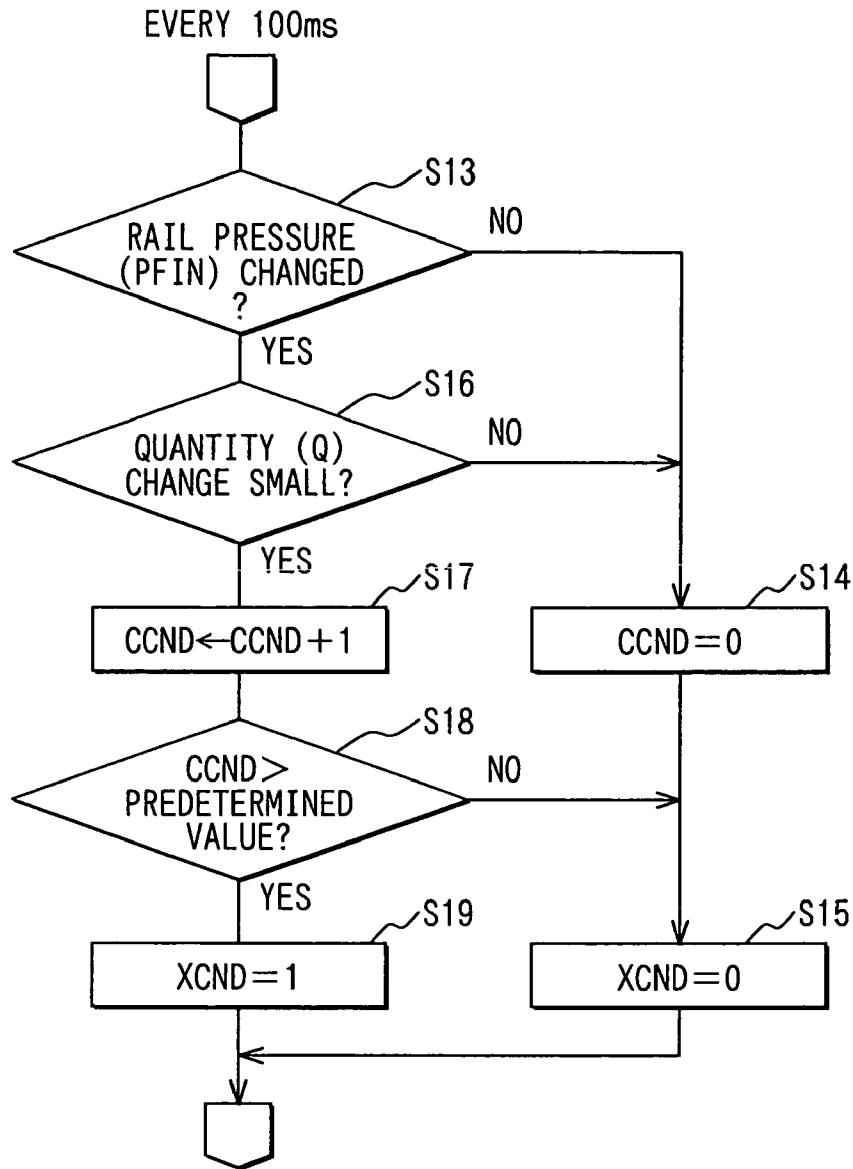 EVERY 100ms
S13
RAIL PRESSURE
(PFIN) CHANGED
?
NO
YES
S16
QUANTITY (Q)
CHANGE SMALL?
NO
YES
S17
CCND←CCND+1
S14
CCND=0
S18
CCND>
PREDETERMINED
VALUE?
NO
YES
S19
XCND=1
S15
XCND=0